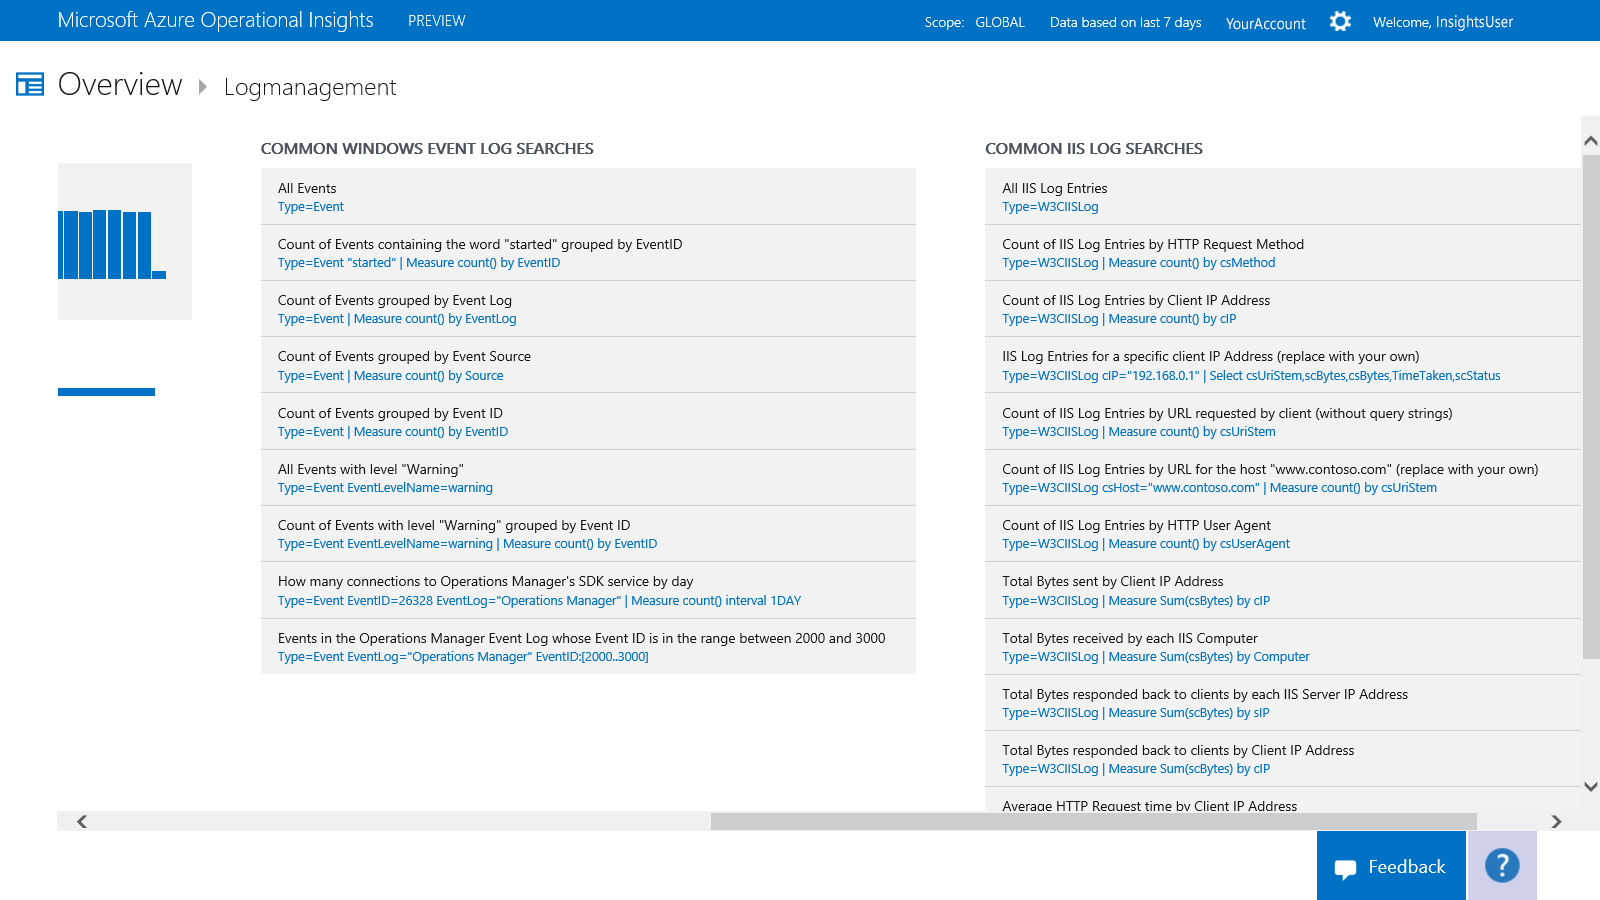 Microsoft Azure Operational Insights PREVIEW Scope: GLOBAL Data based on last 7 days YourAccount Welcome, InsightsUser
Overview Logmanagement
COMMON WINDOWS EVENT LOG SEARCHES
All Events
Type=Event
Count of Events containing the word "started" grouped by EventID
Type=Event "started" | Measure count() by EventID
Count of Events grouped by Event Log
Type=Event | Measure count() by EventLog
Count of Events grouped by Event Source
Type=Event | Measure count() by Source
Count of Events grouped by Event ID
Type=Event | Measure count() by EventID
All Events with level "Warning"
Type=Event EventLevelName=warning
Count of Events with level "Warning" grouped by Event ID
Type=Event EventLevelName=warning | Measure count() by EventID
How many connections to Operations Manager's SDK service by day
Type=Event EventID=26328 EventLog="Operations Manager" | Measure count() interval 1DAY
Events in the Operations Manager Event Log whose Event ID is in the range between 2000 and 3000
Type=Event EventLog="Operations Manager" EventID:[2000..3000]
COMMON IIS LOG SEARCHES
All IIS Log Entries
Type=W3CIISLog
Count of IIS Log Entries by HTTP Request Method
Type=W3CIISLog | Measure count() by csMethod
Count of IIS Log Entries by Client IP Address
Type=W3CIISLog | Measure count() by cIP
IIS Log Entries for a specific client IP Address (replace with your own)
Type=W3CIISLog cIP="192.168.0.1" | Select csUriStem,scBytes,csBytes,TimeTaken,scStatus
Count of IIS Log Entries by URL requested by client (without query strings)
Type=W3CIISLog | Measure count() by csUriStem
Count of IIS Log Entries by URL for the host "www.contoso.com" (replace with your own)
Type=W3CIISLog csHost="www.contoso.com" | Measure count() by csUriStem
Count of IIS Log Entries by HTTP User Agent
Type=W3CIISLog | Measure count() by csUserAgent
Total Bytes sent by Client IP Address
Type=W3CIISLog | Measure Sum(csBytes) by cIP
Total Bytes received by each IIS Computer
Type=W3CIISLog | Measure Sum(csBytes) by Computer
Total Bytes responded back to clients by each IIS Server IP Address
Type=W3CIISLog | Measure Sum(scBytes) by sIP
Total Bytes responded back to clients by Client IP Address
Type=W3CIISLog | Measure Sum(scBytes) by cIP
Average HTTP Request time by Client IP Address
Feedback ?